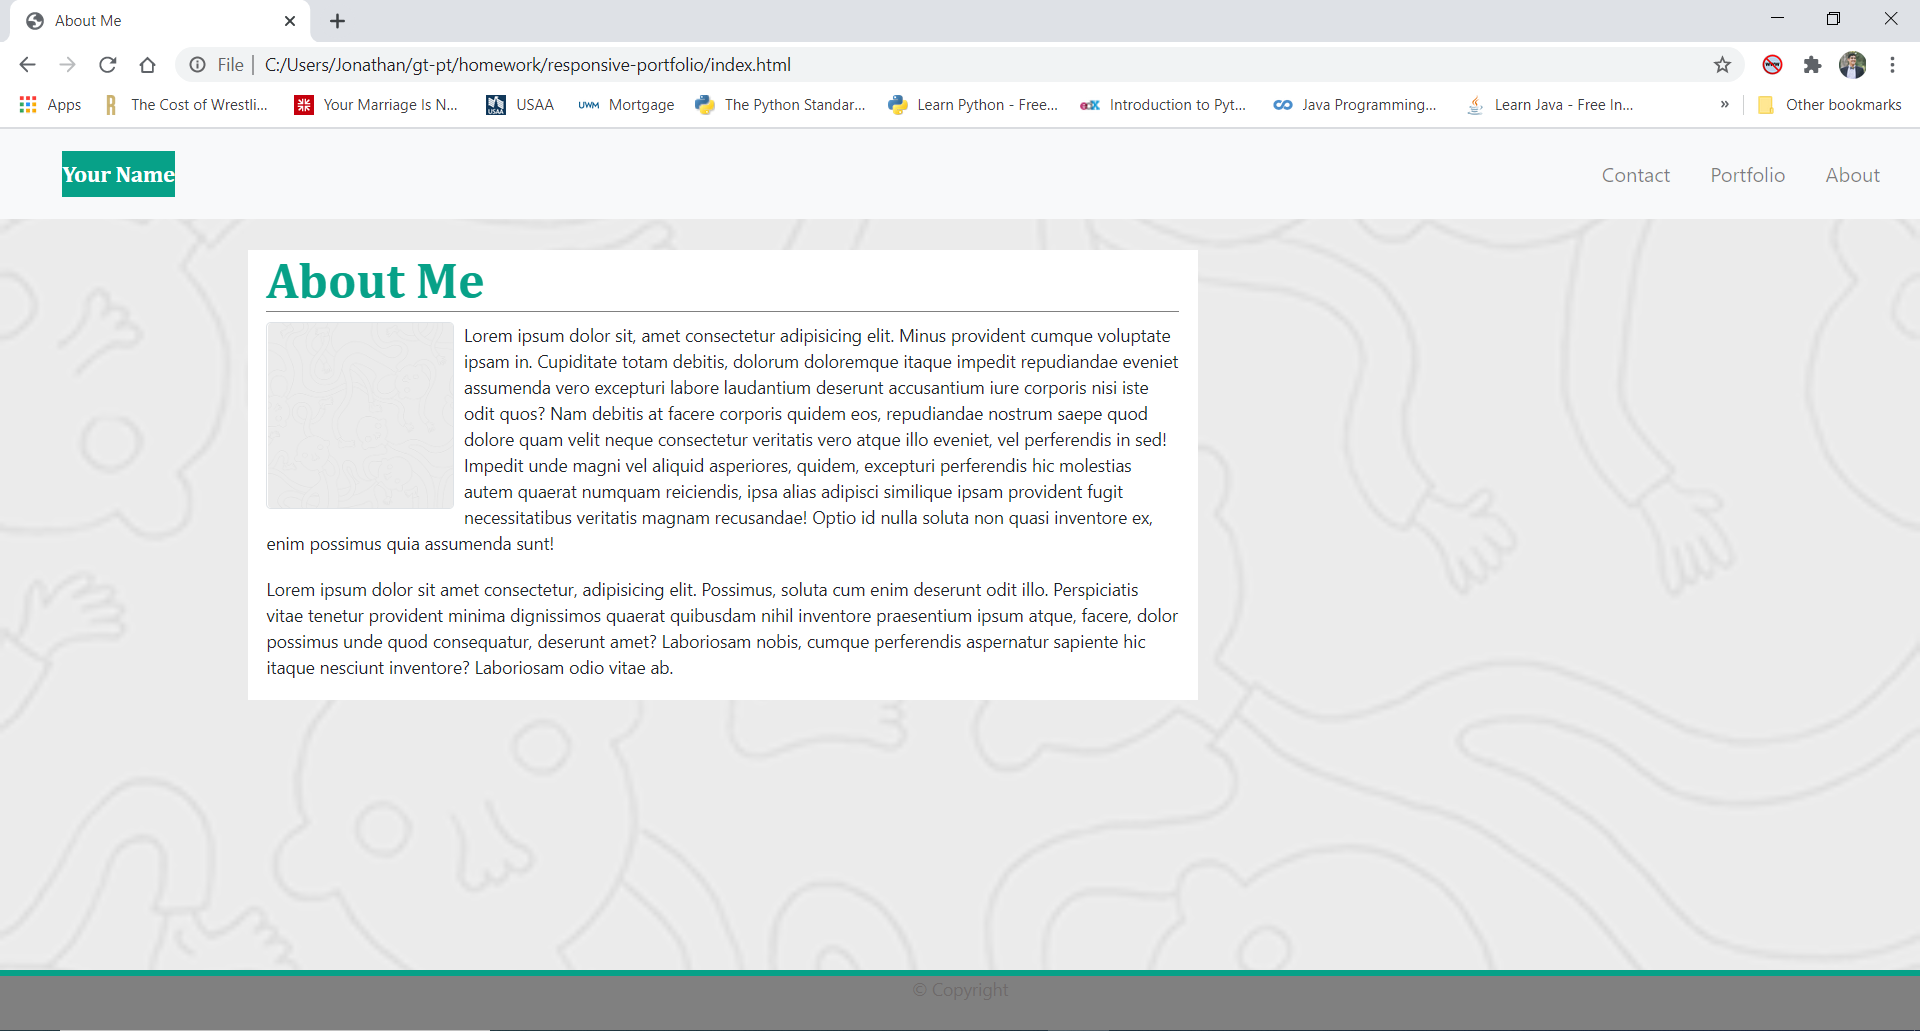 About Me
File | C:/Users/Jonathan/gt-pt/homework/responsive-portfolio/index.html
Apps The Cost of Wrestli... Your Marriage Is N... USAA USAA UWM Mortgage The Python Standar... Learn Python - Free... edX Introduction to Pyt... Java Programming... Learn Java - Free In... » Other bookmarks
Your Name Contact Portfolio About
About Me
Lorem ipsum dolor sit, amet consectetur adipisicing elit. Minus provident cumque voluptate
ipsam in. Cupiditate totam debitis, dolorum doloremque itaque impedit repudiandae eveniet
assumenda vero excepturi labore laudantium deserunt accusantium iure corporis nisi iste
odit quos? Nam debitis at facere corporis quidem eos, repudiandae nostrum saepe quod
dolore quam velit neque consectetur veritatis vero atque illo eveniet, vel perferendis in sed!
Impedit unde magni vel aliquid asperiores, quidem, excepturi perferendis hic molestias
autem quaerat numquam reiciendis, ipsa alias adipisci similique ipsam provident fugit
necessitatibus veritatis magnam recusandae! Optio id nulla soluta non quasi inventore ex,
enim possimus quia assumenda sunt!
Lorem ipsum dolor sit amet consectetur, adipisicing elit. Possimus, soluta cum enim deserunt odit illo. Perspiciatis
vitae tenetur provident minima dignissimos quaerat quibusdam nihil inventore praesentium ipsum atque, facere, dolor
possimus unde quod consequatur, deserunt amet? Laboriosam nobis, cumque perferendis aspernatur sapiente hic
itaque nesciunt inventore? Laboriosam odio vitae ab.
© Copyright